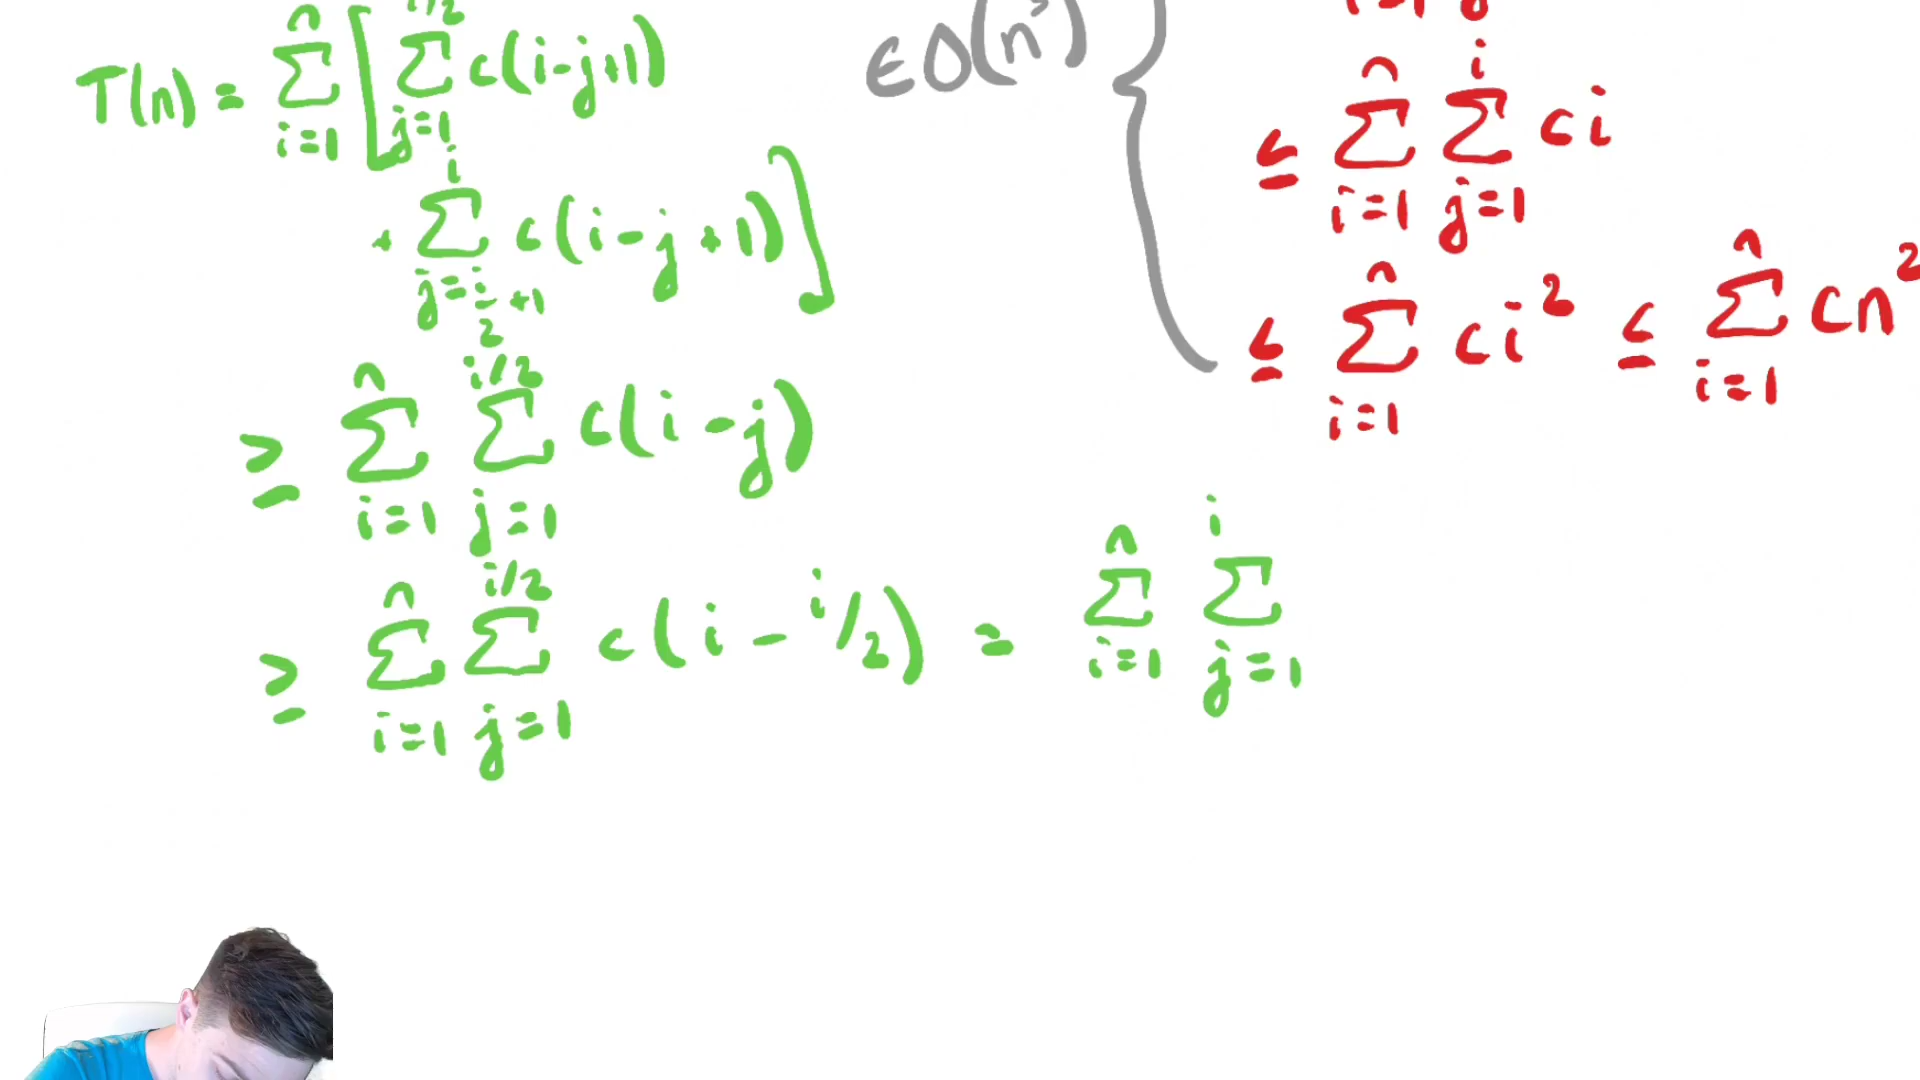 T(n) = Σ_{i=1}^{n} [ Σ_{j=1}^{i/2} c(i-j+1)
+ Σ_{j=i/2+1}^{i} c(i-j+1) ]
≥ Σ_{i=1}^{n} Σ_{j=1}^{i/2} c(i-j)
≥ Σ_{i=1}^{n} Σ_{j=1}^{i/2} c(i - i/2) = Σ_{i=1}^{n} Σ_{j=1}^{i}
∈ O(n³)
≤ Σ_{i=1}^{n} Σ_{j=1}^{i} ci
≤ Σ_{i=1}^{n} ci² ≤ Σ_{i=1}^{n} cn²